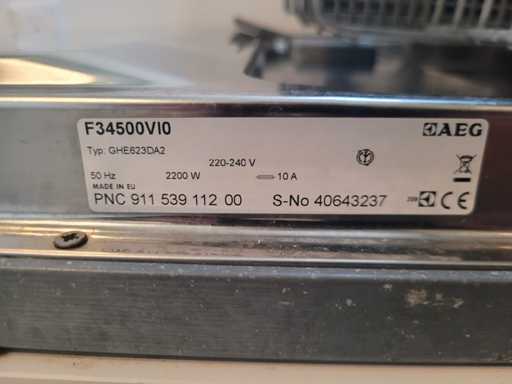 F34500VI0
AEG
Typ: GHE623DA2
220-240 V
50 Hz 2200 W 10 A
MADE IN EU
PNC 911 539 112 00 S-No 40643237
CE